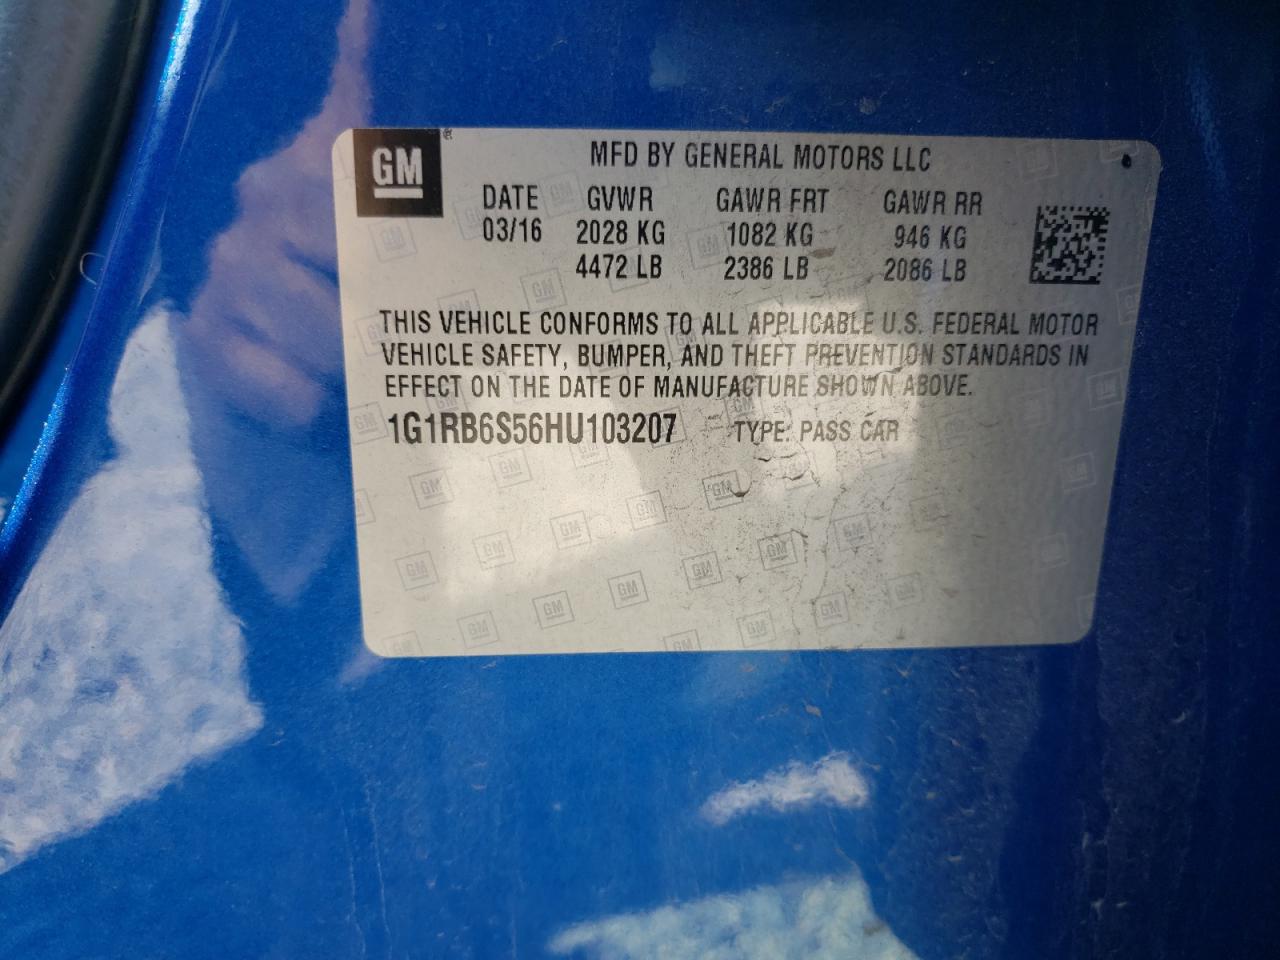 GM
MFD BY GENERAL MOTORS LLC
DATE GVWR GAWR FRT GAWR RR
03/16 2028 KG 1082 KG 946 KG
4472 LB 2386 LB 2086 LB
THIS VEHICLE CONFORMS TO ALL APPLICABLE U.S. FEDERAL MOTOR
VEHICLE SAFETY, BUMPER, AND THEFT PREVENTION STANDARDS IN
EFFECT ON THE DATE OF MANUFACTURE SHOWN ABOVE.
1G1RB6S56HU103207 TYPE: PASS CAR